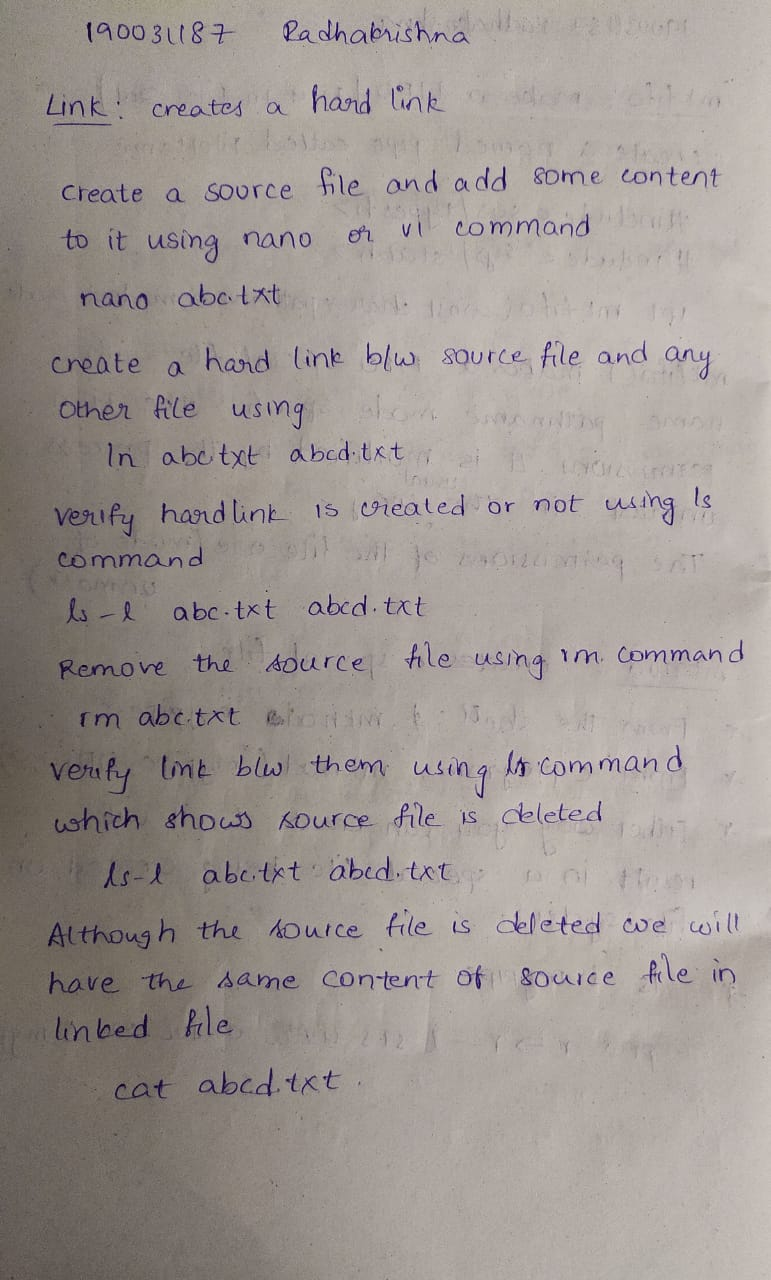 190031187 Radhakrishna
Link: creates a hard link
create a source file and add some content
to it using nano or vi command
nano abc.txt
create a hard link b/w source file and any
other file using
ln abc.txt abcd.txt
verify hard link is created or not using ls
command
ls -l abc.txt abcd.txt
Remove the source file using rm command
rm abc.txt
verify link b/w them using ls command
which shows source file is deleted
ls -l abc.txt abcd.txt
Although the source file is deleted we will
have the same content of source file in
linked file
cat abcd.txt.